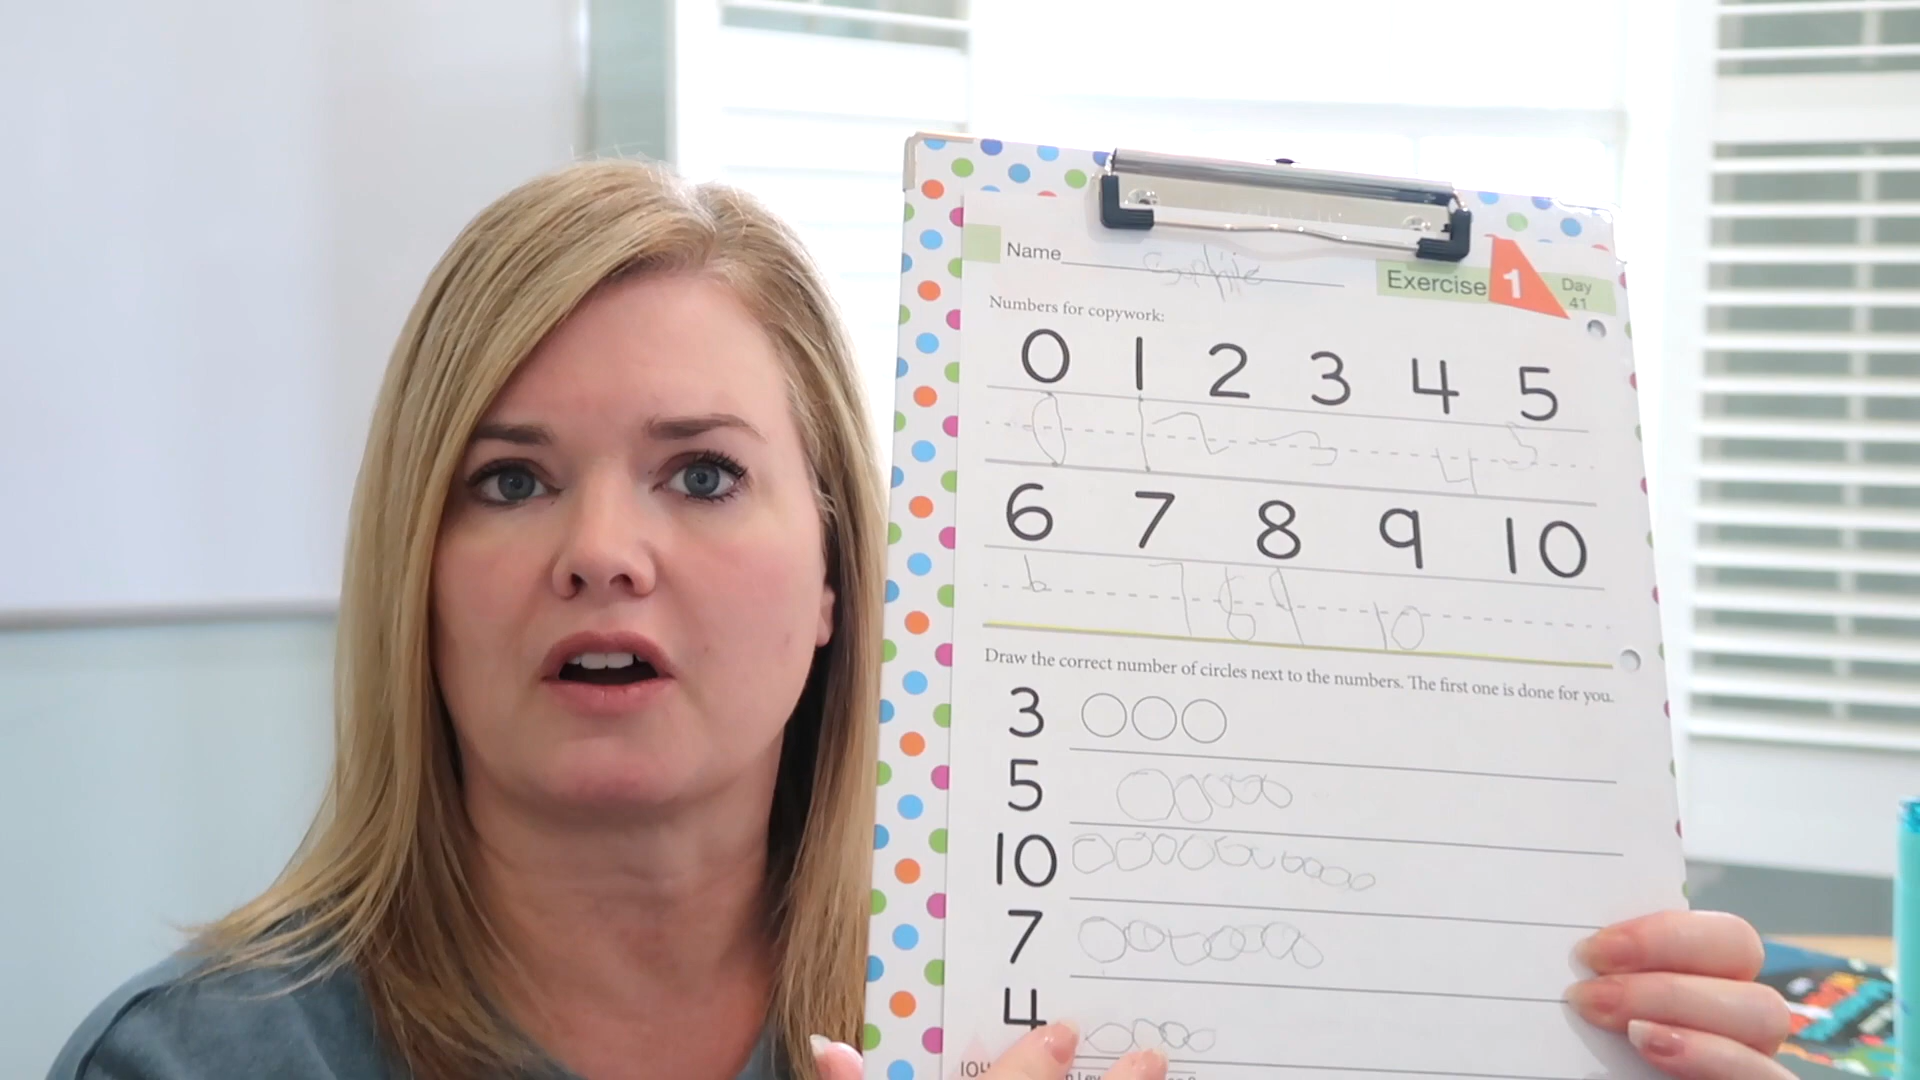 Name Sophie Exercise 1 Day 41
Numbers for copywork:
0 1 2 3 4 5
0 1 2 3 4 5
6 7 8 9 10
6 7 8 9 10
Draw the correct number of circles next to the numbers. The first one is done for you.
3
5
10
7
4
104